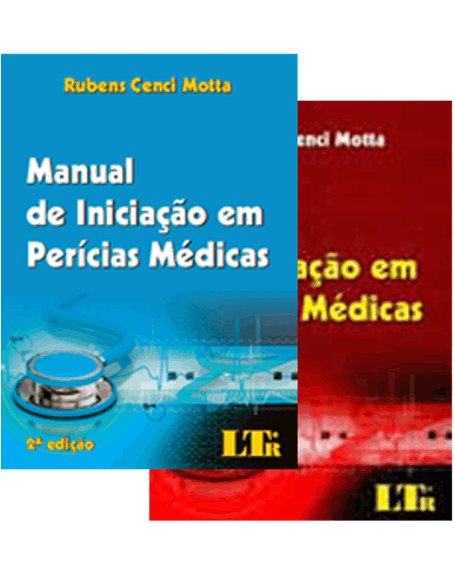 Rubens Cenci Motta
Manual
de Iniciação em
Perícias Médicas
2ª edição
LTr
enci Motta
ação em
Médicas
LTr